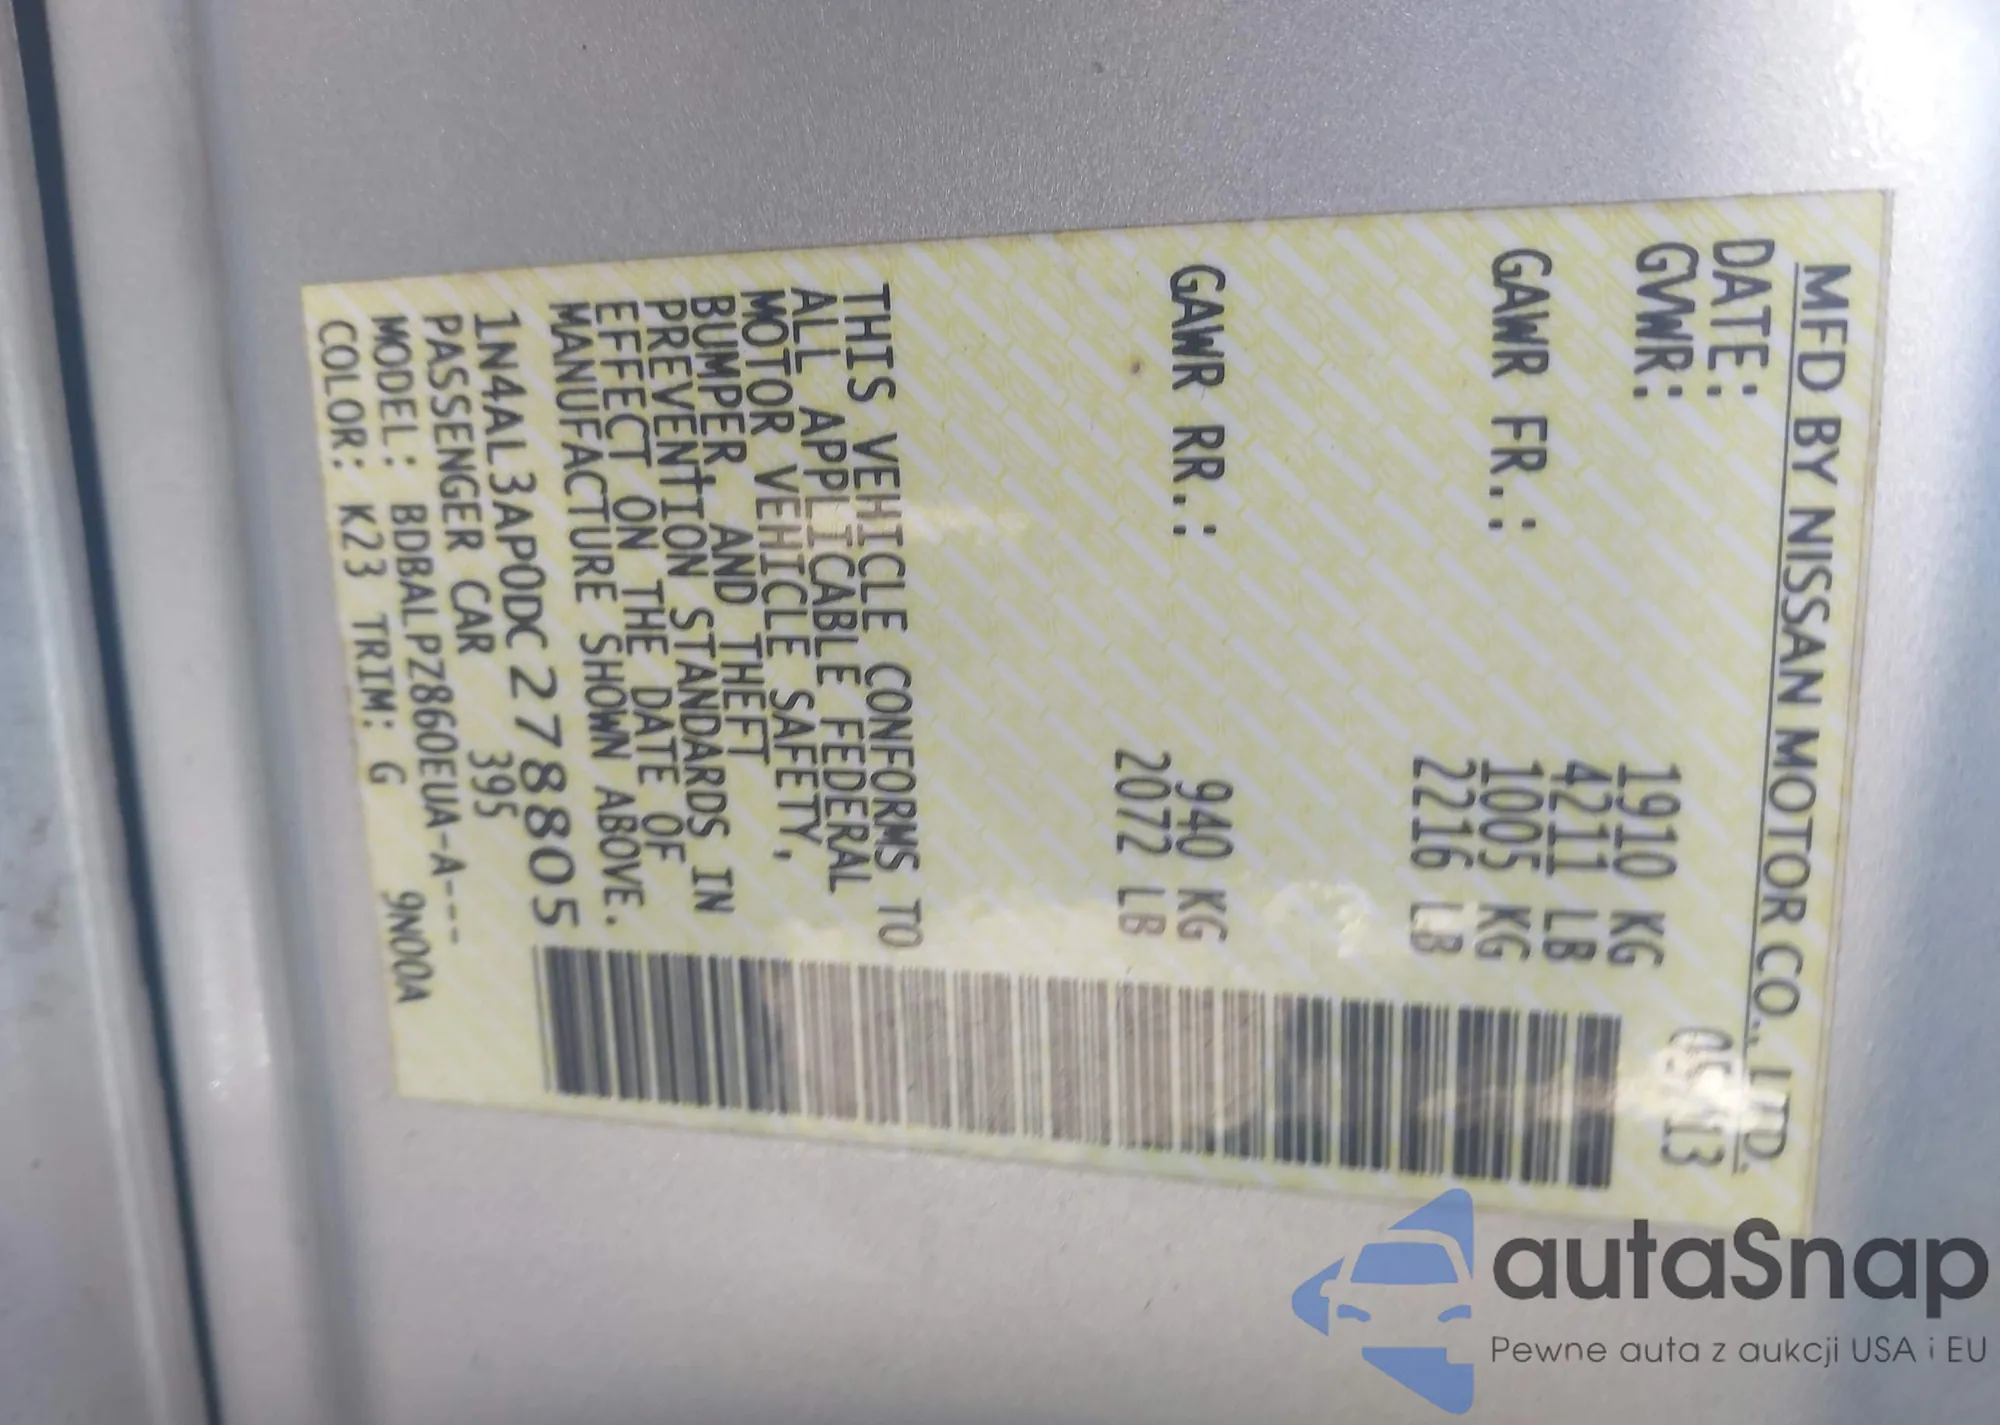 MFD BY NISSAN MOTOR CO., LTD.
DATE: 05/13
GVWR: 1910 KG
4211 LB
GAWR FR.: 1005 KG
2216 LB
GAWR RR.: 940 KG
2072 LB
THIS VEHICLE CONFORMS TO
ALL APPLICABLE FEDERAL
MOTOR VEHICLE SAFETY,
BUMPER, AND THEFT
PREVENTION STANDARDS IN
EFFECT ON THE DATE OF
MANUFACTURE SHOWN ABOVE.
1N4AL3AP0DC278805
PASSENGER CAR 395
MODEL: BDBALPZ860EUA-A---
COLOR: K23 TRIM: G 9N00A
autaSnap
Pewne auta z aukcji USA i EU